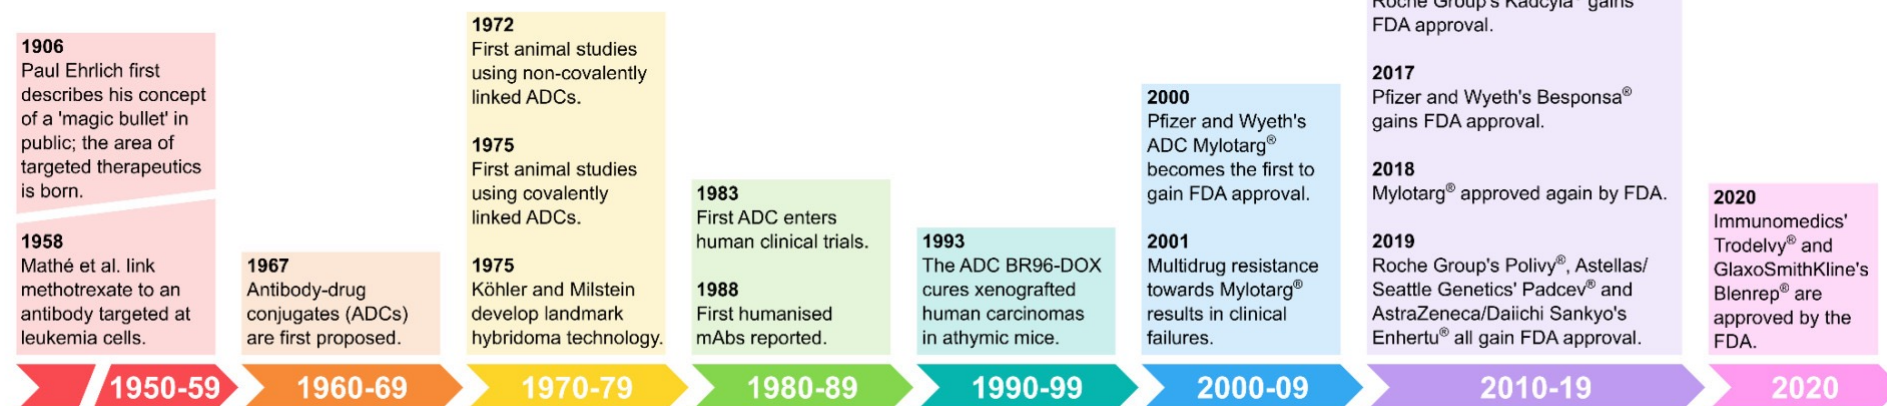 1906
Paul Ehrlich first
describes his concept
of a 'magic bullet' in
public; the area of
targeted therapeutics
is born.
1958
Mathé et al. link
methotrexate to an
antibody targeted at
leukemia cells.
1950-59
1967
Antibody-drug
conjugates (ADCs)
are first proposed.
1960-69
1972
First animal studies
using non-covalently
linked ADCs.
1975
First animal studies
using covalently
linked ADCs.
1975
Köhler and Milstein
develop landmark
hybridoma technology.
1970-79
1983
First ADC enters
human clinical trials.
1988
First humanised
mAbs reported.
1980-89
1993
The ADC BR96-DOX
cures xenografted
human carcinomas
in athymic mice.
1990-99
2000
Pfizer and Wyeth's
ADC Mylotarg®
becomes the first to
gain FDA approval.
2001
Multidrug resistance
towards Mylotarg®
results in clinical
failures.
2000-09
Roche Group's Kadcyla® gains
FDA approval.
2017
Pfizer and Wyeth's Besponsa®
gains FDA approval.
2018
Mylotarg® approved again by FDA.
2019
Roche Group's Polivy®, Astellas/
Seattle Genetics' Padcev® and
AstraZeneca/Daiichi Sankyo's
Enhertu® all gain FDA approval.
2010-19
2020
Immunomedics'
Trodelvy® and
GlaxoSmithKline's
Blenrep® are
approved by the
FDA.
2020